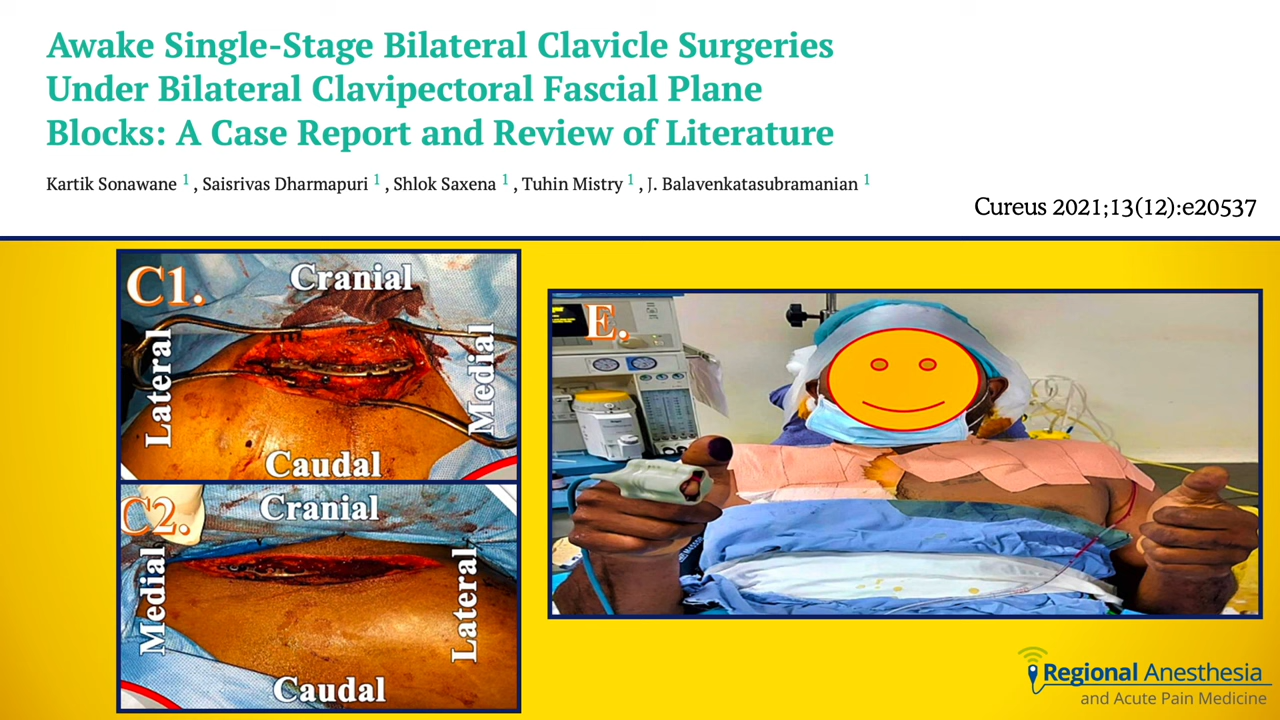 Awake Single-Stage Bilateral Clavicle Surgeries
Under Bilateral Clavipectoral Fascial Plane
Blocks: A Case Report and Review of Literature
Kartik Sonawane 1 , Saisrivas Dharmapuri 1 , Shlok Saxena 1 , Tuhin Mistry 1 , J. Balavenkatasubramanian 1
Cureus 2021;13(12):e20537
C1.
Cranial
Lateral
Medial
Caudal
C2.
Cranial
Medial
Lateral
Caudal
E.
Regional Anesthesia
and Acute Pain Medicine